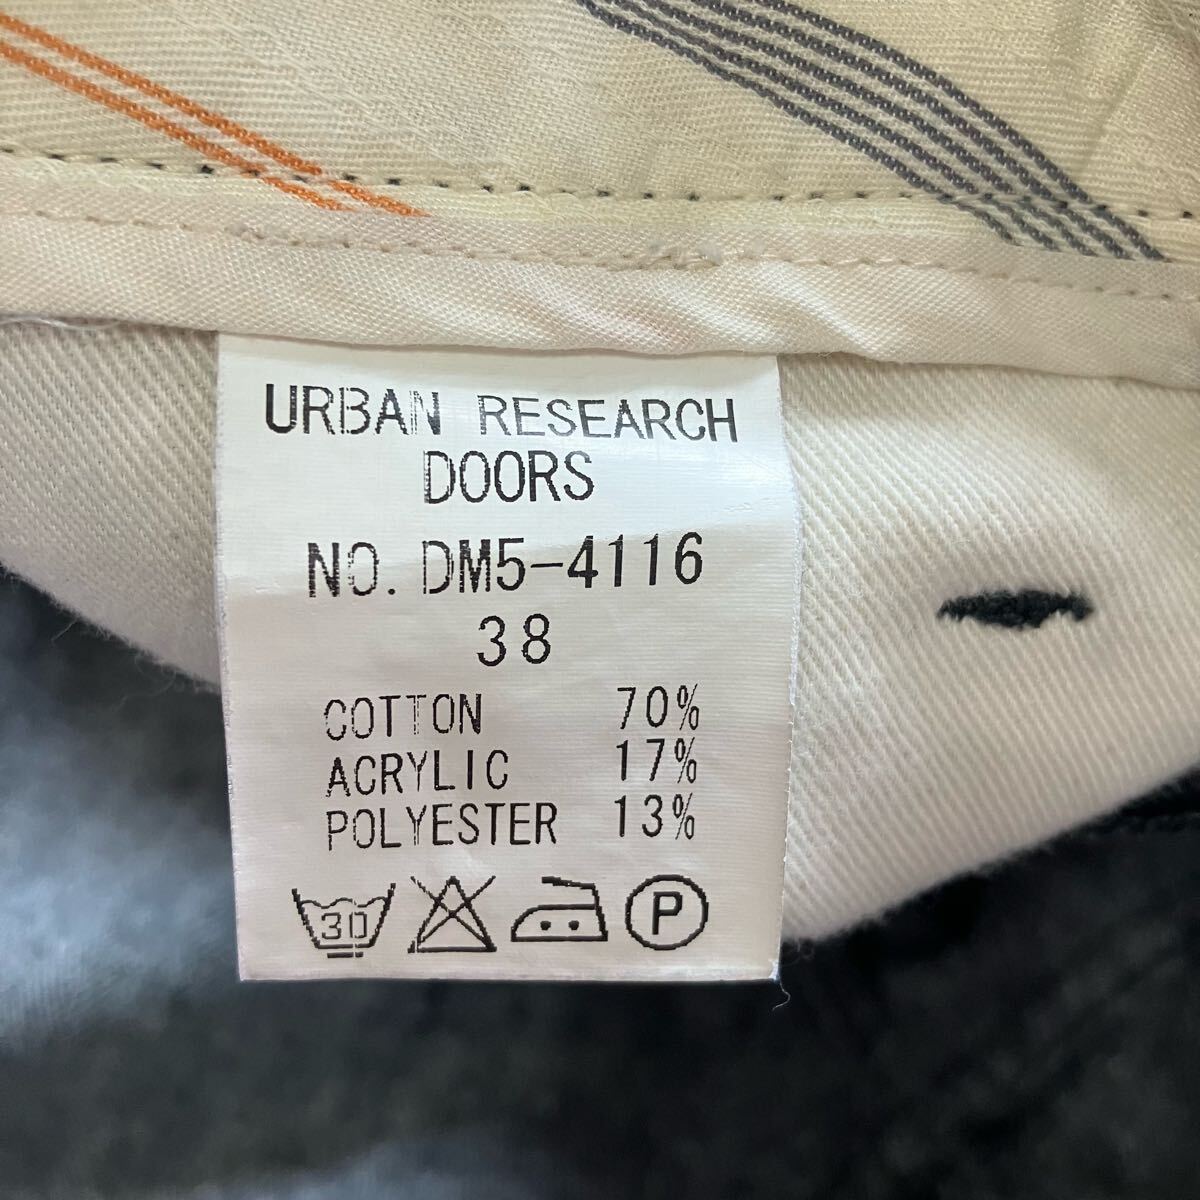 URBAN RESEARCH
DOORS
NO. DM5-4116
38
COTTON 70%
ACRYLIC 17%
POLYESTER 13%
30 P